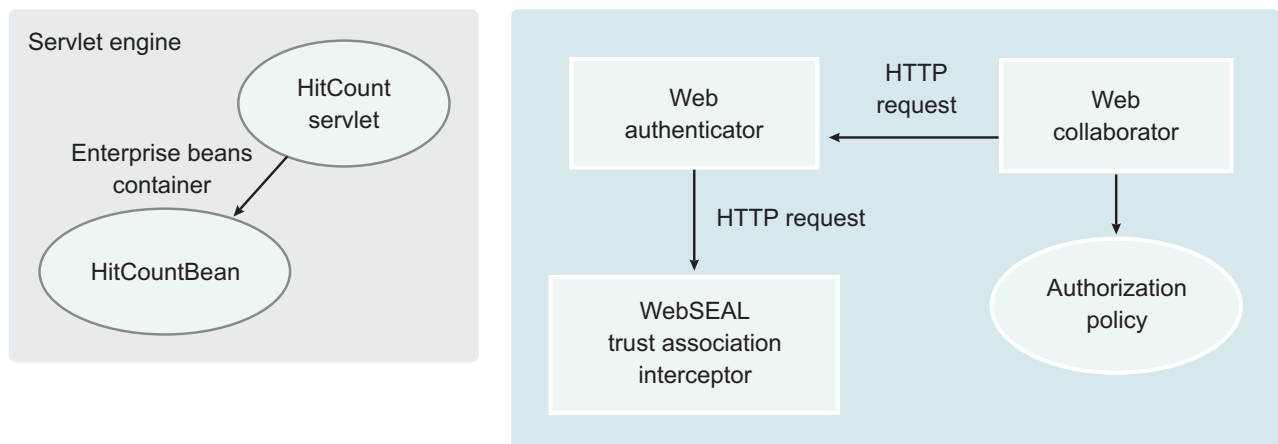 Servlet engine
HitCount
servlet
Enterprise beans
container
HitCountBean
Web
authenticator
HTTP
request
Web
collaborator
HTTP request
WebSEAL
trust association
interceptor
Authorization
policy